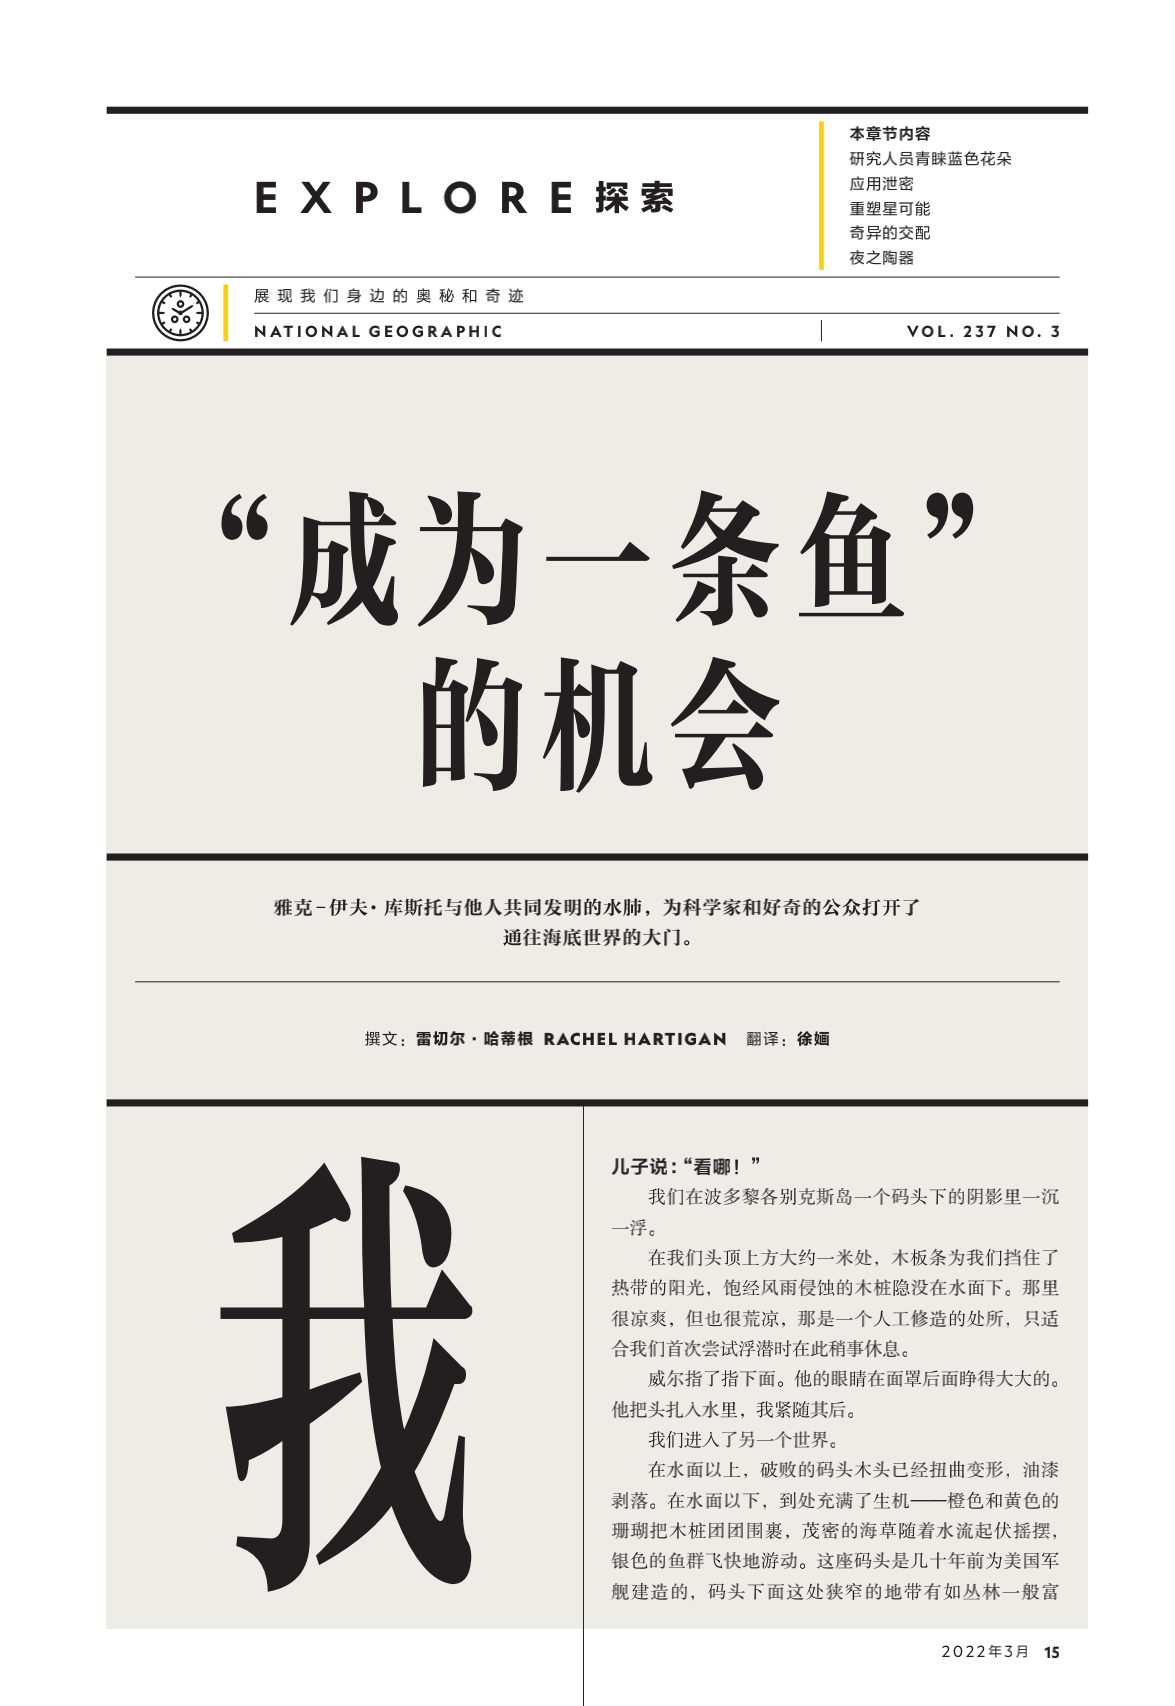 EXPLORE 探索
本章节内容
研究人员青睐蓝色花朵
应用泄密
重塑星可能
奇异的交配
夜之陶器
展现我们身边的奥秘和奇迹
NATIONAL GEOGRAPHIC
VOL. 237 NO. 3
“成为一条鱼”
的机会
雅克-伊夫·库斯托与他人共同发明的水肺，为科学家和好奇的公众打开了
通往海底世界的大门。
撰文：雷切尔·哈蒂根 RACHEL HARTIGAN 翻译：徐婳
我
儿子说：“看哪！”
我们在波多黎各别克斯岛一个码头下的阴影里一沉
一浮。
在我们头顶上方大约一米处，木板条为我们挡住了
热带的阳光，饱经风雨侵蚀的木桩隐没在水面下。那里
很凉爽，但也很荒凉，那是一个人工修造的处所，只适
合我们首次尝试浮潜时在此稍事休息。
威尔指了指下面。他的眼睛在面罩后面睁得大大的。
他把头扎入水里，我紧随其后。
我们进入了另一个世界。
在水面以上，破败的码头木头已经扭曲变形，油漆
剥落。在水面以下，到处充满了生机——橙色和黄色的
珊瑚把木桩团团围裹，茂密的海草随着水流起伏摇摆，
银色的鱼群飞快地游动。这座码头是几十年前为美国军
舰建造的，码头下面这处狭窄的地带有如丛林一般富
2022年3月 15